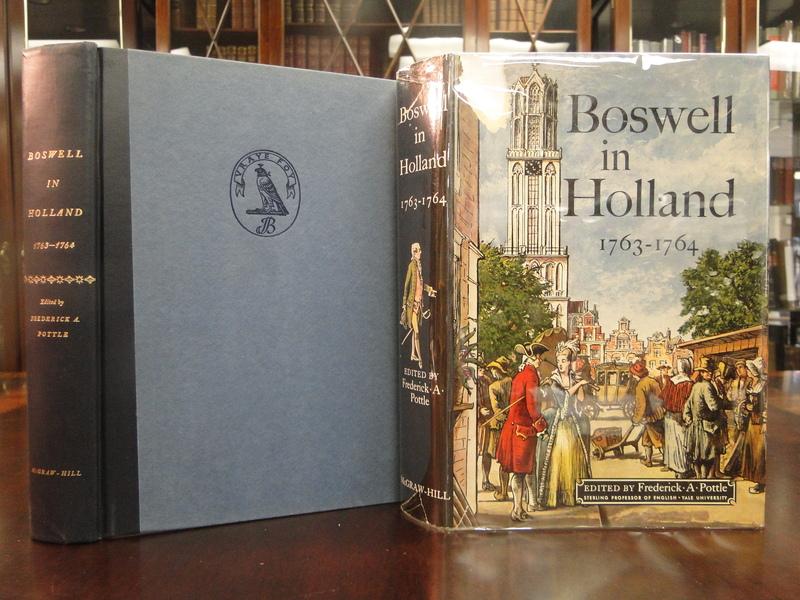 BOSWELL
IN
HOLLAND
1763-1764
Edited by
FREDERICK A.
POTTLE
McGRAW-HILL
VRAYE FOY
JB
Boswell
in
Holland
1763-1764
EDITED BY
Frederick·A·
Pottle
McGRAW-HILL
Boswell
in
Holland
1763-1764
EDITED BY Frederick·A·Pottle
STERLING PROFESSOR OF ENGLISH·YALE UNIVERSITY